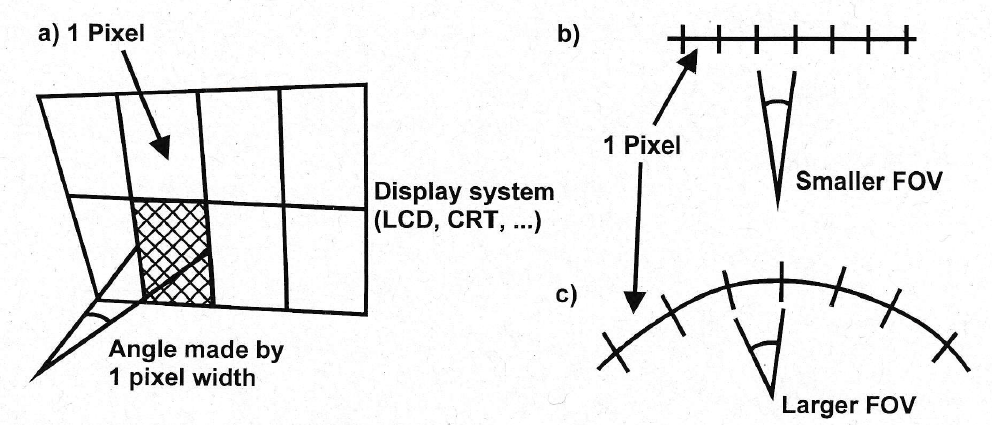 a) 1 Pixel
Display system
(LCD, CRT, ...)
Angle made by
1 pixel width
b)
1 Pixel
Smaller FOV
c)
Larger FOV